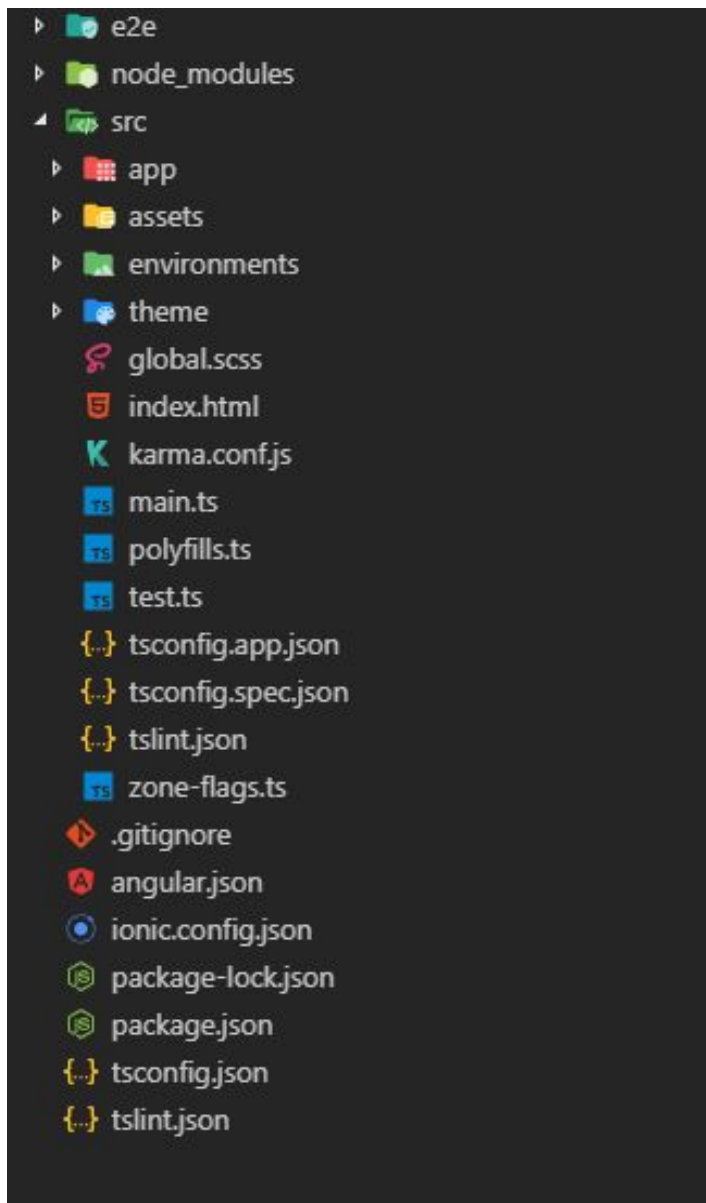 e2e
node_modules
src
app
assets
environments
theme
global.scss
index.html
karma.conf.js
main.ts
polyfills.ts
test.ts
tsconfig.app.json
tsconfig.spec.json
tslint.json
zone-flags.ts
.gitignore
angular.json
ionic.config.json
package-lock.json
package.json
tsconfig.json
tslint.json